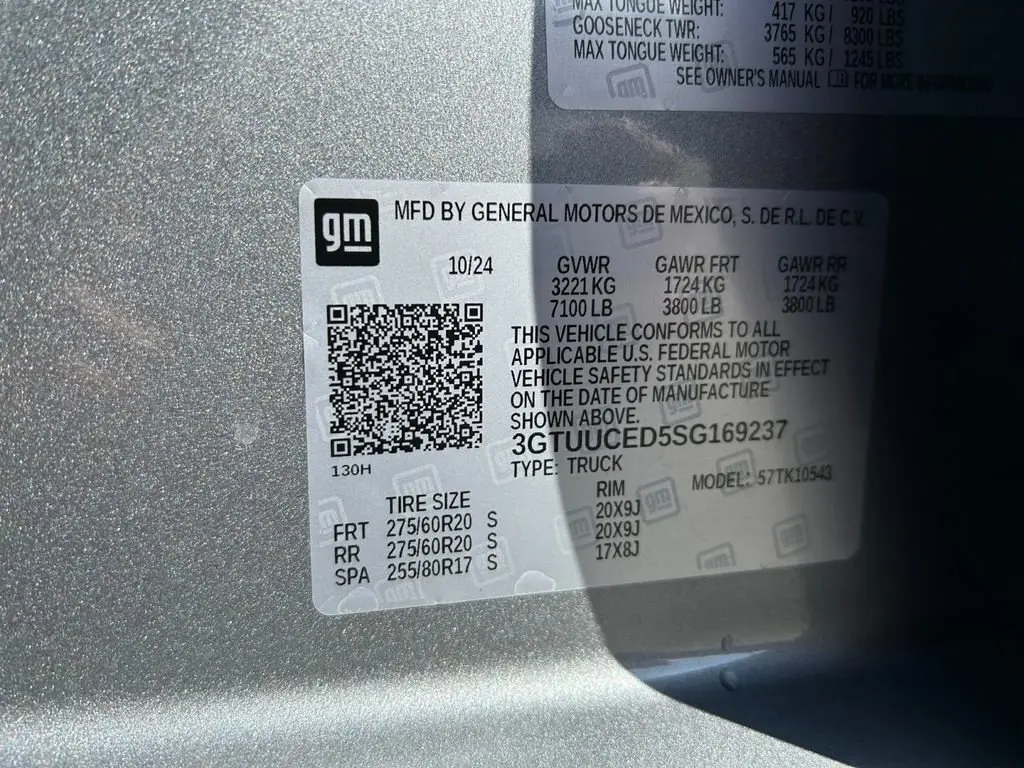 MAX TONGUE WEIGHT: 417 KG/ 920 LBS
GOOSENECK TWR: 3765 KG/ 8300 LBS
MAX TONGUE WEIGHT: 565 KG/ 1245 LBS
SEE OWNER'S MANUAL FOR MORE INFORMATION
gm
MFD BY GENERAL MOTORS DE MEXICO, S. DE R.L. DE C.V.
10/24 GVWR GAWR FRT GAWR RR
3221 KG 1724 KG 1724 KG
7100 LB 3800 LB 3800 LB
THIS VEHICLE CONFORMS TO ALL
APPLICABLE U.S. FEDERAL MOTOR
VEHICLE SAFETY STANDARDS IN EFFECT
ON THE DATE OF MANUFACTURE
SHOWN ABOVE.
3GTUUCED5SG169237
130H
TYPE: TRUCK MODEL: 57TK10543
TIRE SIZE RIM
FRT 275/60R20 S 20X9J
RR 275/60R20 S 20X9J
SPA 255/80R17 S 17X8J